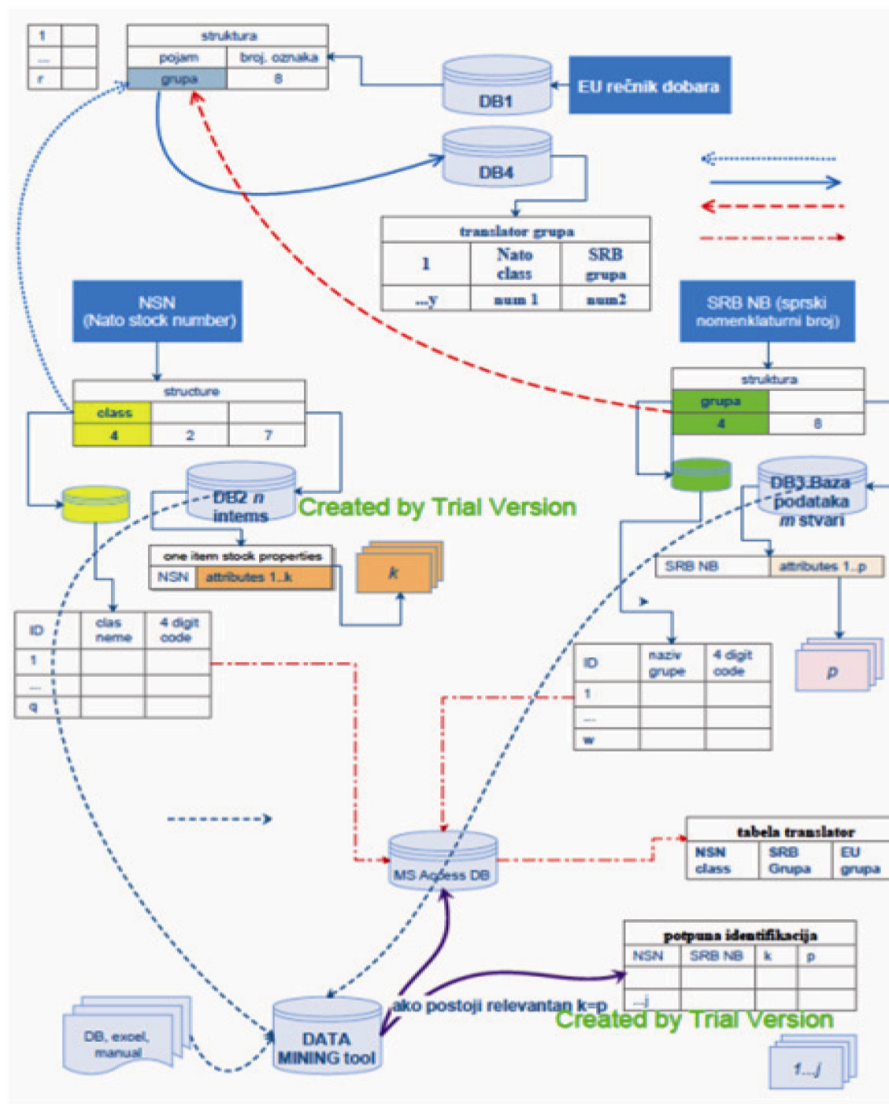 1
...
r
struktura
pojam broj. oznaka
grupa 8
DB1
EU rečnik dobara
DB4
translator grupa
1 Nato class SRB grupa
...y num 1 num2
NSN
(Nato stock number)
SRB NB (sprski
nomenklaturni broj)
structure
class
4 2 7
struktura
grupa
4 8
DB2 n
intems
Created by Trial Version
DB3.Baza
podataka
m stvari
one item stock properties
NSN attributes 1..k
k
SRB NB attributes 1..p
p
ID clas neme 4 digit code
1
...
q
ID naziv grupe 4 digit code
1
...
w
MS Access DB
tabela translator
NSN class SRB Grupa EU grupa
potpuna identifikacija
NSN SRB NB k p
...j
ako postoji relevantan k=p
Created by Trial Version
DB, excel,
manual
DATA
MINING tool
1...j